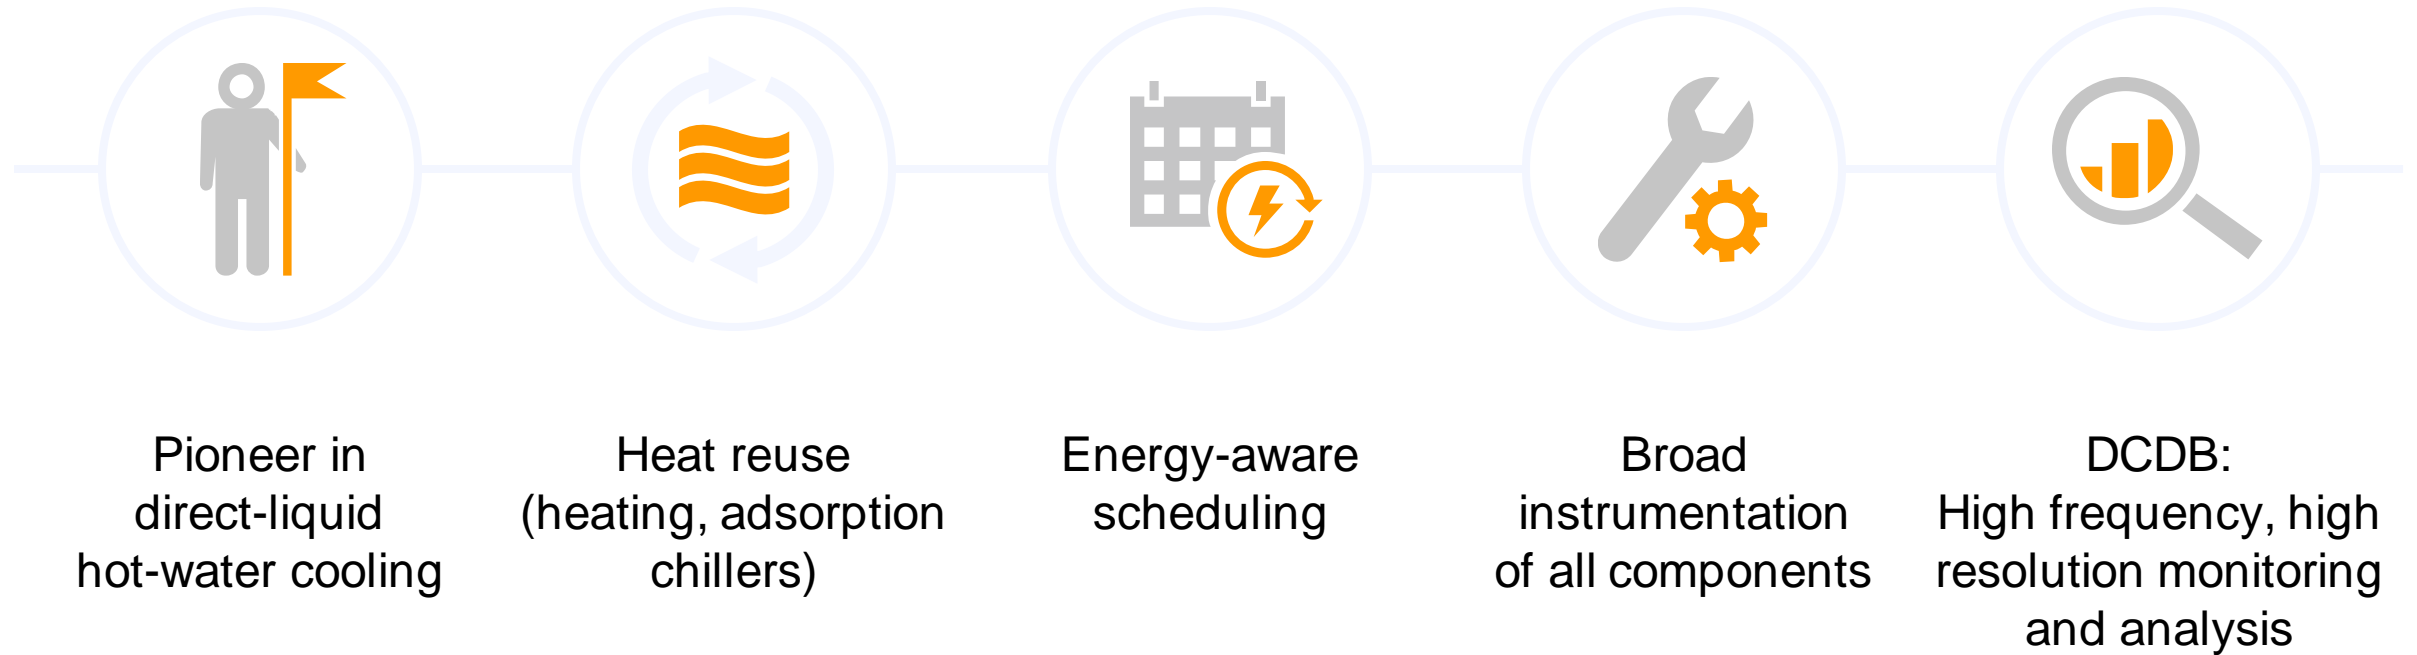 Pioneer in
direct-liquid
hot-water cooling
Heat reuse
(heating, adsorption
chillers)
Energy-aware
scheduling
Broad
instrumentation
of all components
DCDB:
High frequency, high
resolution monitoring
and analysis